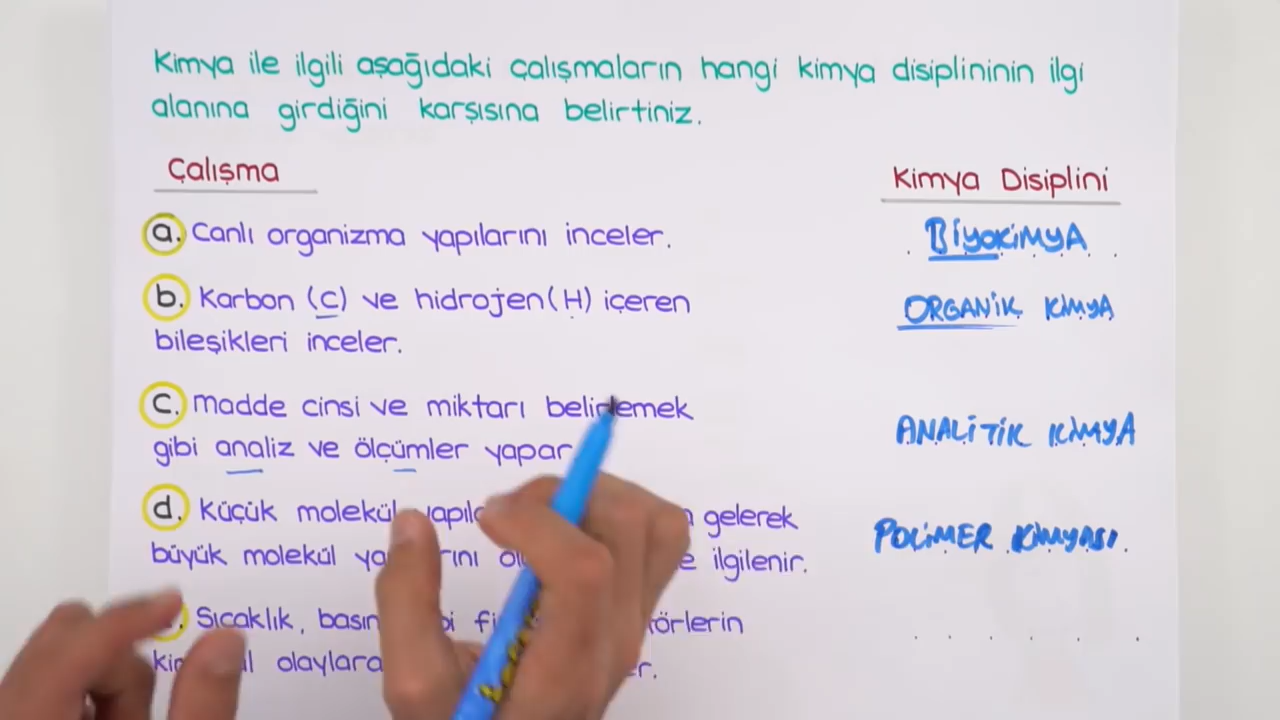 Kimya ile ilgili aşağıdaki çalışmaların hangi kimya disiplininin ilgi
alanına girdiğini karşısına belirtiniz.
Çalışma
Kimya Disiplini
a. Canlı organizma yapılarını inceler.
BİYOKİMYA
b. Karbon (C) ve hidrojen (H) içeren
bileşikleri inceler.
ORGANİK KİMYA
c. Madde cinsi ve miktarı belirlemek
gibi analiz ve ölçümler yapar
ANALİTİK KİMYA
d. Küçük molekül gelerek
büyük molekül ilgilenir.
POLİMER KİMYASI
Sıcaklık,